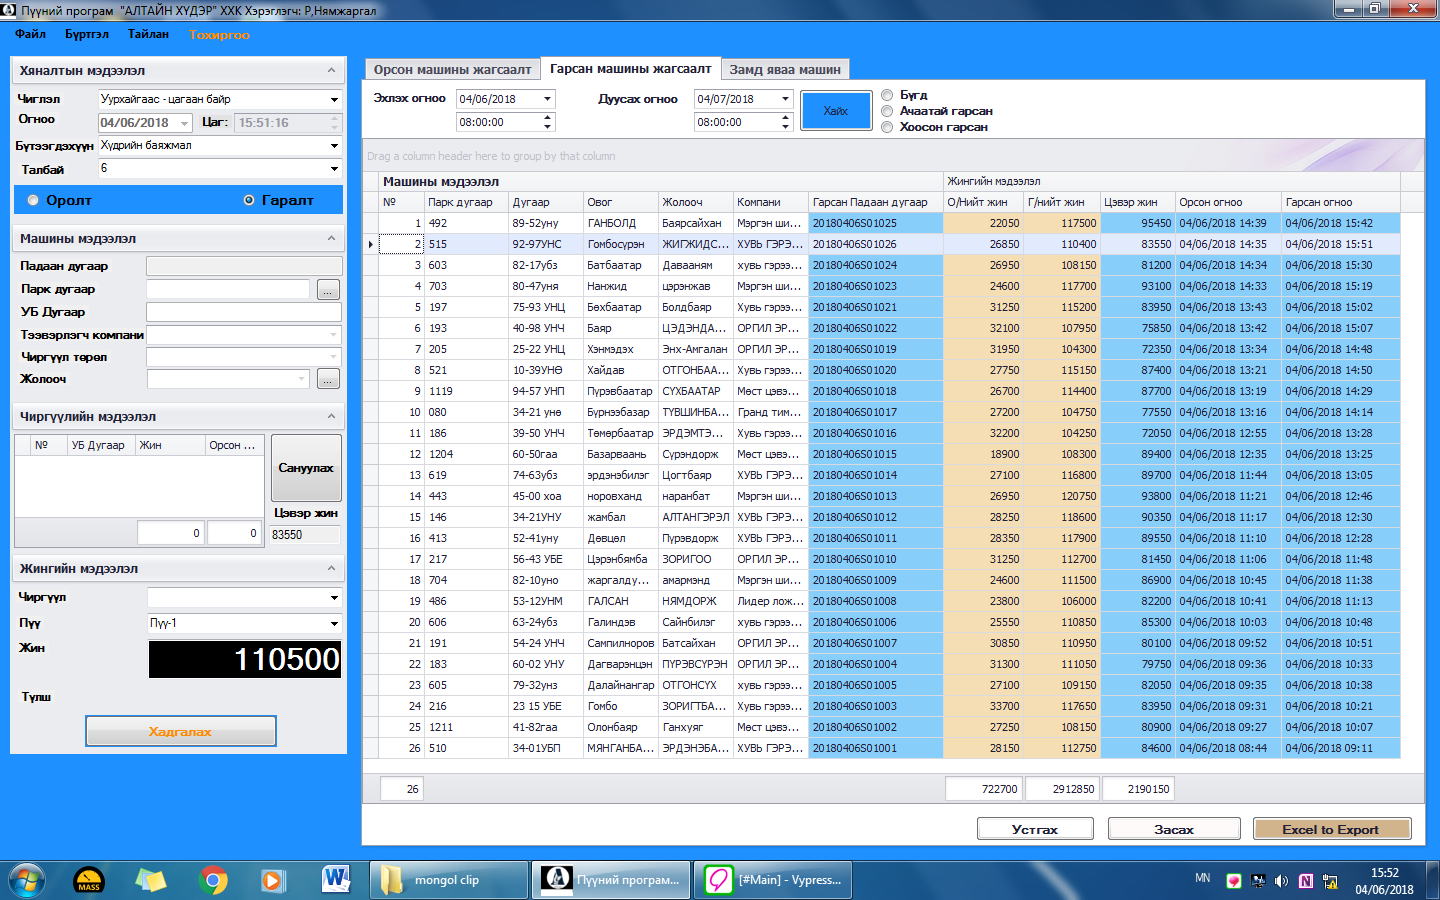 Пүүний програм "АЛТАЙН ХҮДЭР" ХХК Хэрэглэгч: Р,Нямжаргал
Файл Бүртгэл Тайлан Тохиргоо
Хяналтын мэдээлэл
Чиглэл Уурхайгаас - цагаан байр
Огноо 04/06/2018 Цаг: 15:51:16
Бүтээгдэхүүн Хүдрийн баяжмал
Талбай 6
Оролт Гаралт
Машины мэдээлэл
Падаан дугаар
Парк дугаар ...
УБ Дугаар
Тээвэрлэгч компани
Чиргүүл төрөл
Жолооч ...
Чиргүүлийн мэдээлэл
№ УБ Дугаар Жин Орсон ...
Сануулах
Цэвэр жин
0 0 83550
Жингийн мэдээлэл
Чиргүүл
Пүү Пүү-1
Жин 110500
Түлш
Хадгалах
Орсон машины жагсаалт Гарсан машины жагсаалт Замд яваа машин
Эхлэх огноо 04/06/2018 Дуусах огноо 04/07/2018 Хайх Бүгд
08:00:00 08:00:00 Ачаатай гарсан
Хоосон гарсан
Drag a column header here to group by that column
Машины мэдээлэл Жингийн мэдээлэл
№ Парк дугаар Дугаар Овог Жолооч Компани Гарсан Падаан дугаар О/Нийт жин Г/нийт жин Цэвэр жин Орсон огноо Гарсан огноо
1 492 89-52уну ГАНБОЛД Баярсайхан Мэргэн ши... 20180406S01025 22050 117500 95450 04/06/2018 14:39 04/06/2018 15:42
2 515 92-97УНС Гомбосүрэн ЖИГЖИДС... ХУВЬ ГЭРЭ... 20180406S01026 26850 110400 83550 04/06/2018 14:35 04/06/2018 15:51
3 603 82-17убз Батбаатар Давааням хувь гэрээ... 20180406S01024 26950 108150 81200 04/06/2018 14:34 04/06/2018 15:30
4 703 80-47уня Нанжид цэрэнжав Мэргэн ши... 20180406S01023 24600 117700 93100 04/06/2018 14:33 04/06/2018 15:19
5 197 75-93 УНЦ Бөхбаатар Болдбаяр Хувь гэрээ... 20180406S01021 31250 115200 83950 04/06/2018 13:43 04/06/2018 15:02
6 193 40-98 УНЧ Баяр ЦЭДЭНДА... ОРГИЛ ЭР... 20180406S01022 32100 107950 75850 04/06/2018 13:42 04/06/2018 15:07
7 205 25-22 УНЦ Хэнмэдэх Энх-Амгалан ОРГИЛ ЭР... 20180406S01019 31950 104300 72350 04/06/2018 13:34 04/06/2018 14:48
8 521 10-39УНӨ Хайдав ОТГОНБАА... Хувь гэрээ... 20180406S01020 27750 115150 87400 04/06/2018 13:21 04/06/2018 14:50
9 1119 94-57 УНП Пүрэвбаатар СҮХБААТАР Мөст цэвэ... 20180406S01018 26700 114400 87700 04/06/2018 13:19 04/06/2018 14:29
10 080 34-21 унө Бүрнээбазар ТҮВШИНБА... Гранд тим... 20180406S01017 27200 104750 77550 04/06/2018 13:16 04/06/2018 14:14
11 186 39-50 УНЧ Төмөрбаатар ЭРДЭМТЭ... Хувь гэрээ... 20180406S01016 32200 104250 72050 04/06/2018 12:55 04/06/2018 13:28
12 1204 60-50гаа Базарваань Сүрэндорж Мөст цэвэ... 20180406S01015 18900 108300 89400 04/06/2018 12:35 04/06/2018 13:25
13 619 74-63убз эрдэнэбилэг Цогтбаяр ХУВЬ ГЭРЭ... 20180406S01014 27100 116800 89700 04/06/2018 11:44 04/06/2018 13:05
14 443 45-00 хоа норовханд наранбат Мэргэн ши... 20180406S01013 26950 120750 93800 04/06/2018 11:21 04/06/2018 12:46
15 146 34-21УНУ жамбал АЛТАНГЭРЭЛ ХУВЬ ГЭРЭ... 20180406S01012 28250 118600 90350 04/06/2018 11:17 04/06/2018 12:30
16 413 52-41уну Дөвцөл Пүрэвдорж ХУВЬ ГЭРЭ... 20180406S01011 28350 117900 89550 04/06/2018 11:10 04/06/2018 12:28
17 217 56-43 УБЕ Цэрэнбямба ЗОРИГОО ОРГИЛ ЭР... 20180406S01010 31250 112700 81450 04/06/2018 11:06 04/06/2018 11:48
18 704 82-10уно жаргалду... амармэнд Мэргэн ши... 20180406S01009 24600 111500 86900 04/06/2018 10:45 04/06/2018 11:38
19 486 53-12УНМ ГАЛСАН НЯМДОРЖ Лидер лож... 20180406S01008 23800 106000 82200 04/06/2018 10:41 04/06/2018 11:13
20 606 63-24убз Галиндэв Сайнбилэг хувь гэрээ... 20180406S01006 25550 110850 85300 04/06/2018 10:03 04/06/2018 10:48
21 191 54-24 УНЧ Сампилноров Батсайхан ОРГИЛ ЭР... 20180406S01007 30850 110950 80100 04/06/2018 09:52 04/06/2018 10:51
22 183 60-02 УНУ Дагварэнцэн ПҮРЭВСҮРЭН ОРГИЛ ЭР... 20180406S01004 31300 111050 79750 04/06/2018 09:36 04/06/2018 10:33
23 605 79-32унз Далайнангар ОТГОНСҮХ хувь гэрээ... 20180406S01005 27100 109150 82050 04/06/2018 09:35 04/06/2018 10:38
24 216 23 15 УБЕ Гомбо ЗОРИГТБА... Хувь гэрээ... 20180406S01003 33700 117650 83950 04/06/2018 09:31 04/06/2018 10:21
25 1211 41-82гаа Олонбаяр Ганхуяг Мөст цэвэ... 20180406S01002 27250 108150 80900 04/06/2018 09:27 04/06/2018 10:07
26 510 34-01УБП МЯНГАНБА... ЭРДЭНЭБА... ХУВЬ ГЭРЭ... 20180406S01001 28150 112750 84600 04/06/2018 08:44 04/06/2018 09:11
26 722700 2912850 2190150
Устгах Засах Excel to Export
MASS mongol clip Пүүний програм... [#Main] - Vypress... MN 15:52
04/06/2018